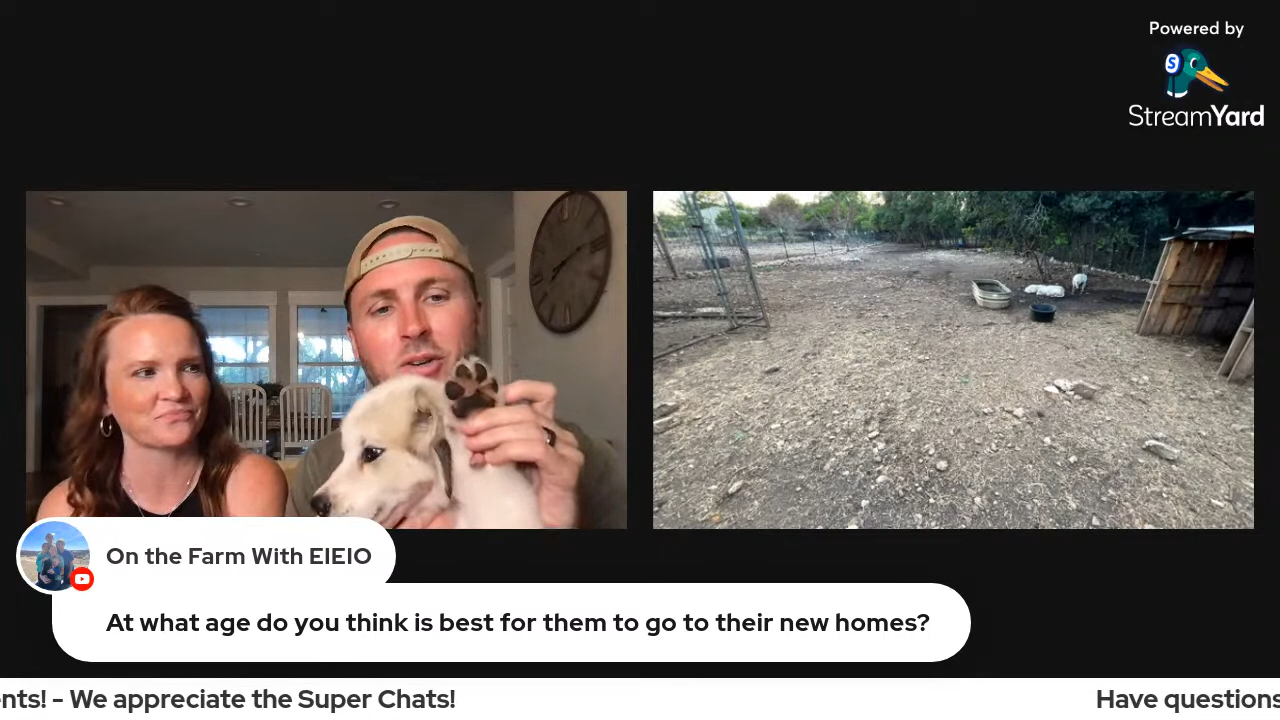 Powered by
S
StreamYard
On the Farm With EIEIO
At what age do you think is best for them to go to their new homes?
nts! - We appreciate the Super Chats!
Have questions